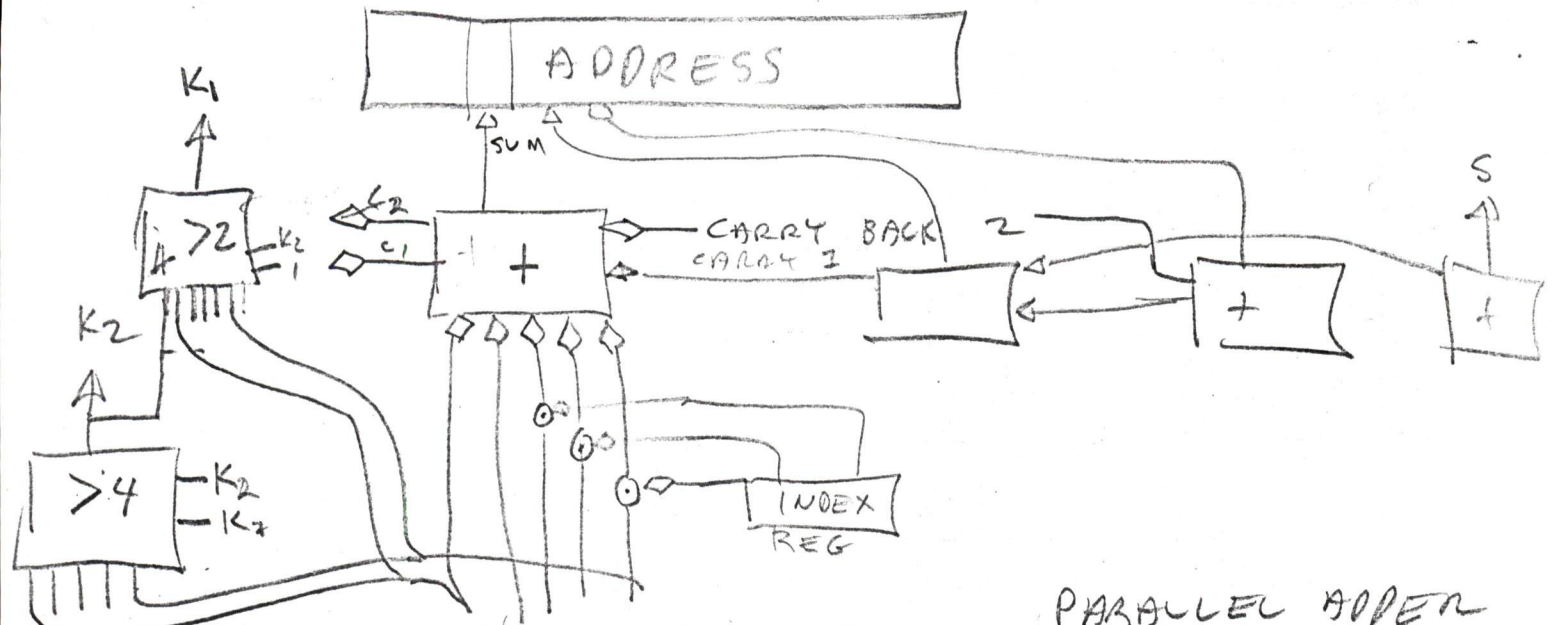 ADDRESS
K1
SUM
S
C2
>2
K2
CARRY BACK
2
C1
1
+
CARRY 1
+
+
K2
>4
K2
INDEX
REG
PARALLEL ADDER